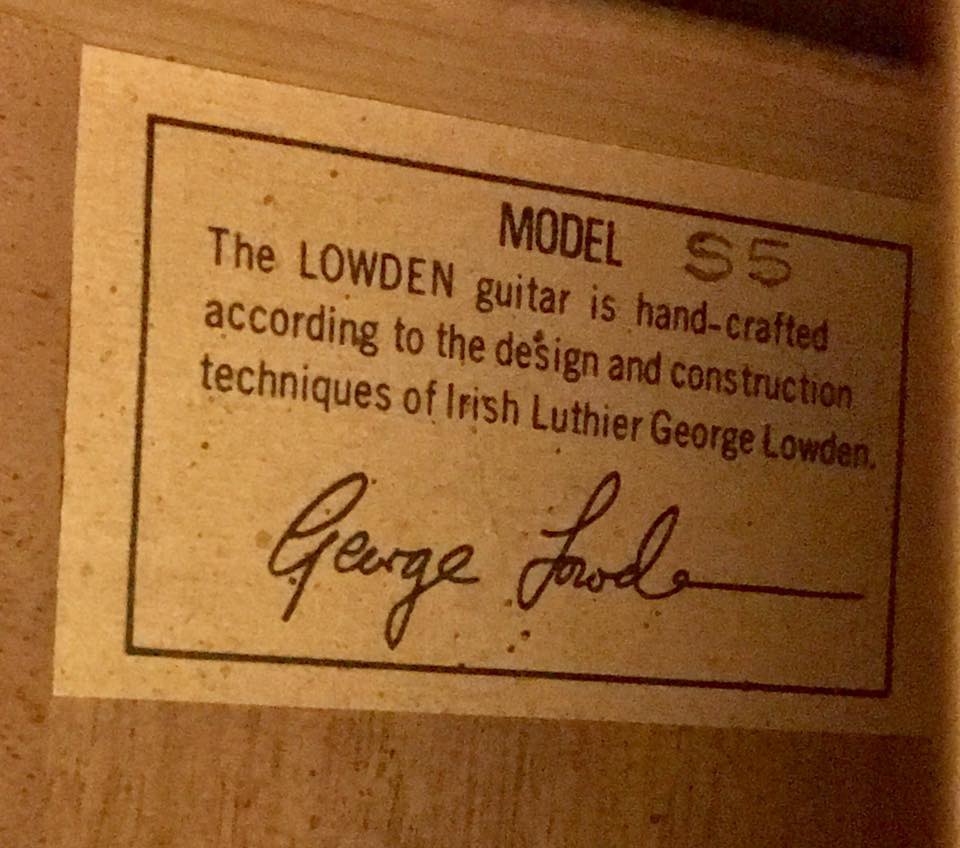 MODEL S5
The LOWDEN guitar is hand-crafted
according to the design and construction
techniques of Irish Luthier George Lowden.
George Lowden